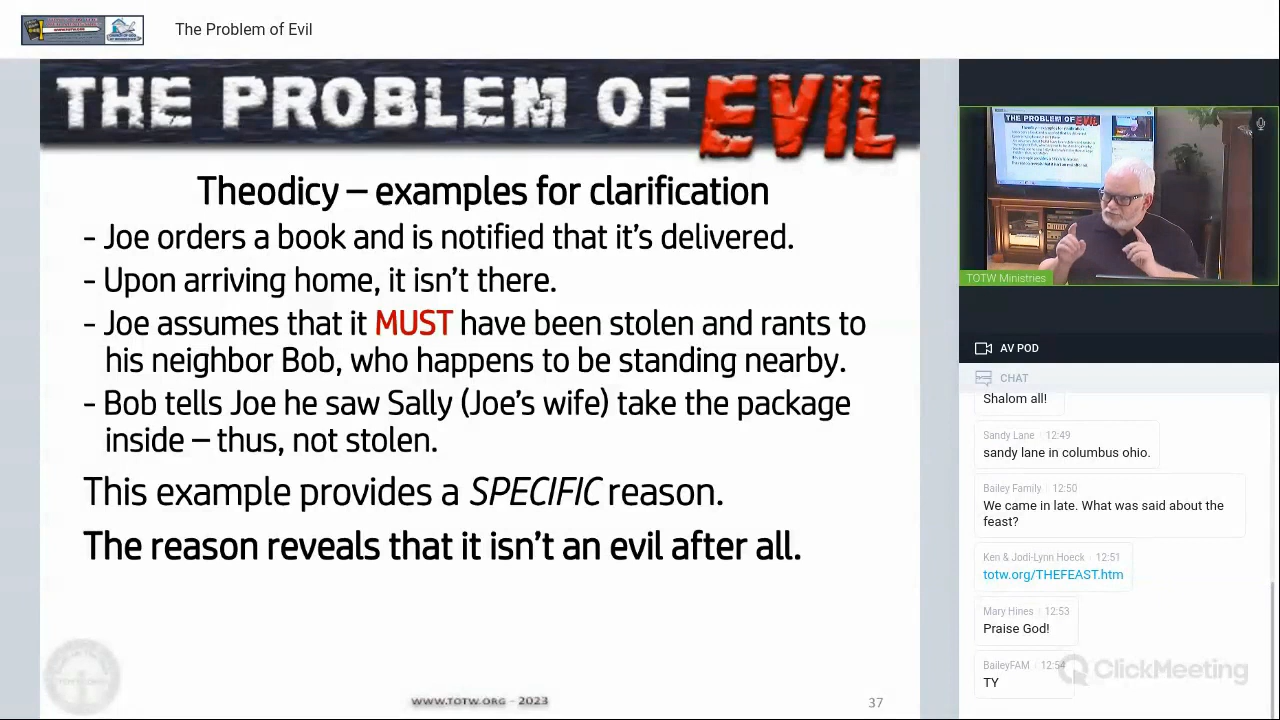 The Problem of Evil
THE PROBLEM OF EVIL
Theodicy – examples for clarification
- Joe orders a book and is notified that it's delivered.
- Upon arriving home, it isn't there.
- Joe assumes that it MUST have been stolen and rants to
his neighbor Bob, who happens to be standing nearby.
- Bob tells Joe he saw Sally (Joe's wife) take the package
inside – thus, not stolen.
This example provides a SPECIFIC reason.
The reason reveals that it isn't an evil after all.
WWW.TOTW.ORG - 2023
37
THE PROBLEM OF EVIL
TOTW Ministries
AV POD
CHAT
Shalom all!
Sandy Lane 12:49
sandy lane in columbus ohio.
Bailey Family 12:50
We came in late. What was said about the
feast?
Ken & Jodi-Lynn Hoeck 12:51
totw.org/THEFEAST.htm
Mary Hines 12:53
Praise God!
BaileyFAM 12:54
TY
ClickMeeting